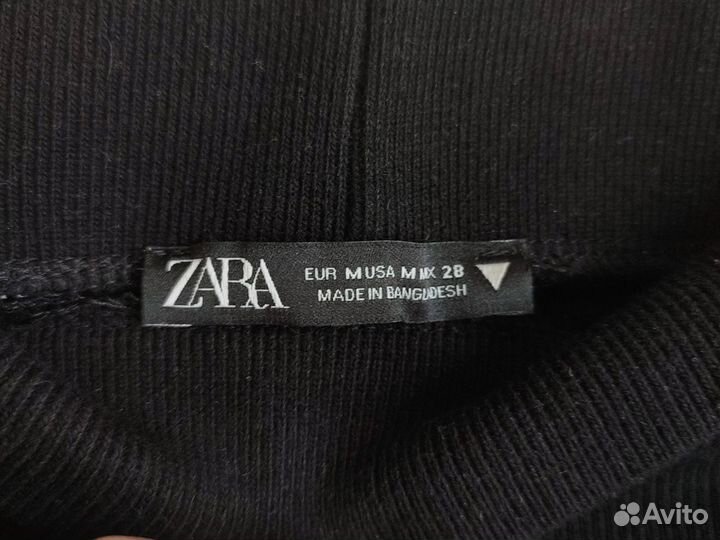 ZARA
EUR M USA M MX 28
MADE IN BANGLADESH
Avito